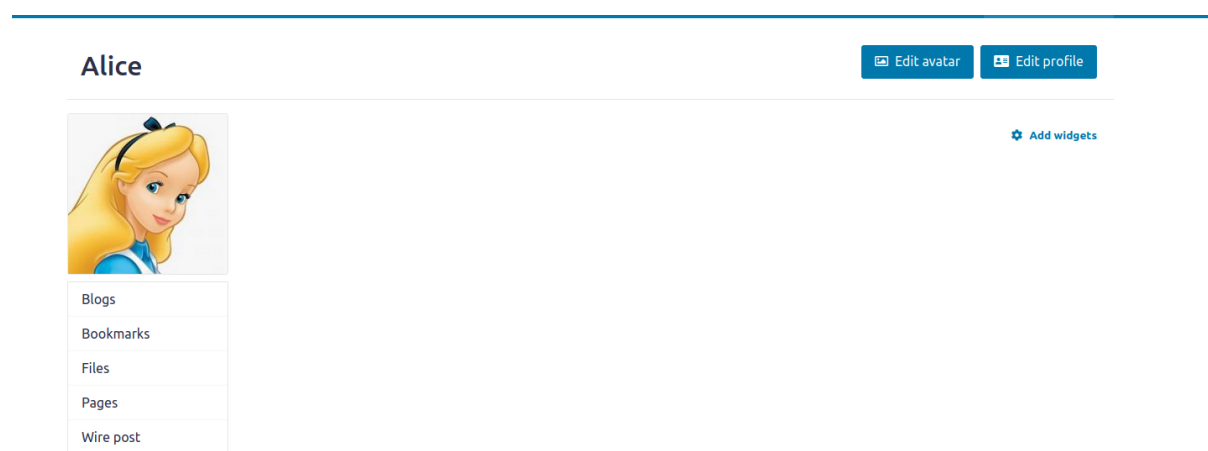 Alice
Edit avatar
Edit profile
Add widgets
Blogs
Bookmarks
Files
Pages
Wire post